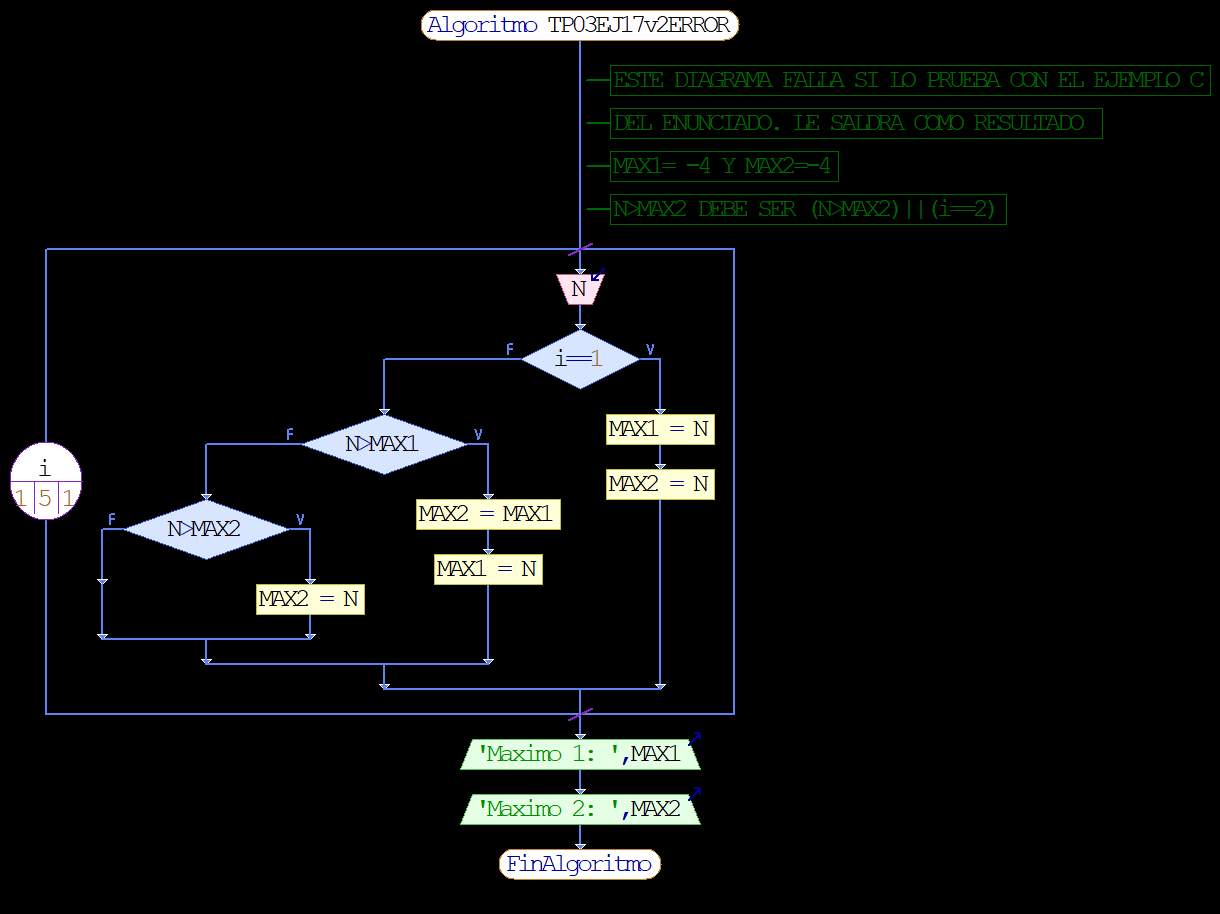 Algoritmo TP03EJ17v2ERROR
ESTE DIAGRAMA FALLA SI LO PRUEBA CON EL EJEMPLO C
DEL ENUNCIADO. LE SALDRA COMO RESULTADO
MAX1= -4 Y MAX2=-4
N>MAX2 DEBE SER (N>MAX2)||(i==2)
N
F
i==1
V
MAX1 = N
MAX2 = N
F
N>MAX1
V
MAX2 = MAX1
MAX1 = N
F
N>MAX2
V
MAX2 = N
i
1 5 1
'Maximo 1: ',MAX1
'Maximo 2: ',MAX2
FinAlgoritmo